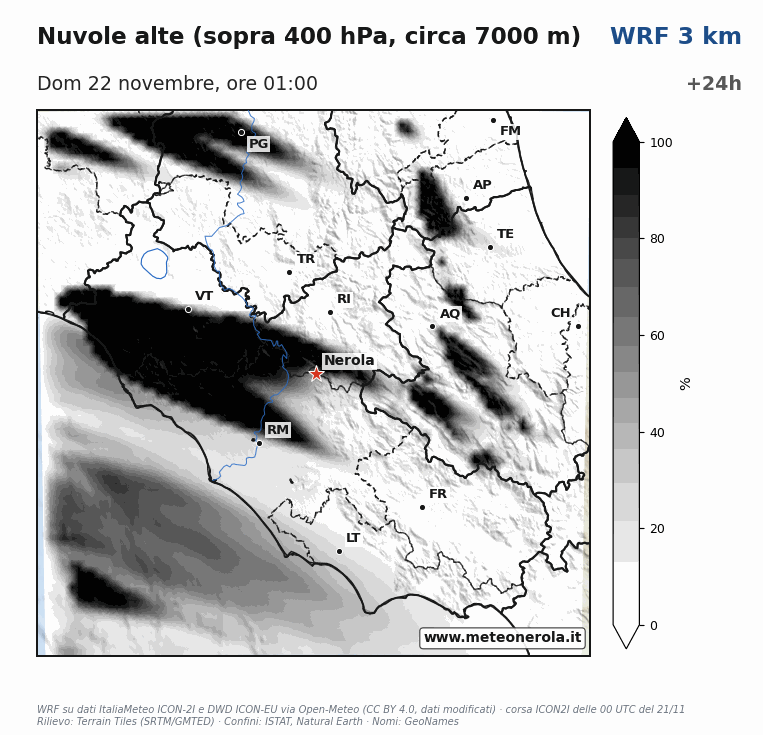 Nuvole alte (sopra 400 hPa, circa 7000 m) WRF 3 km
Dom 22 novembre, ore 01:00 +24h
FM
PG
AP
TE
TR
VT
RI
AQ
CH
Nerola
RM
FR
LT
www.meteonerola.it
100
80
60
40
20
0
%
WRF su dati ItaliaMeteo ICON-2I e DWD ICON-EU via Open-Meteo (CC BY 4.0, dati modificati) · corsa ICON2I delle 00 UTC del 21/11
Rilievo: Terrain Tiles (SRTM/GMTED) · Confini: ISTAT, Natural Earth · Nomi: GeoNames